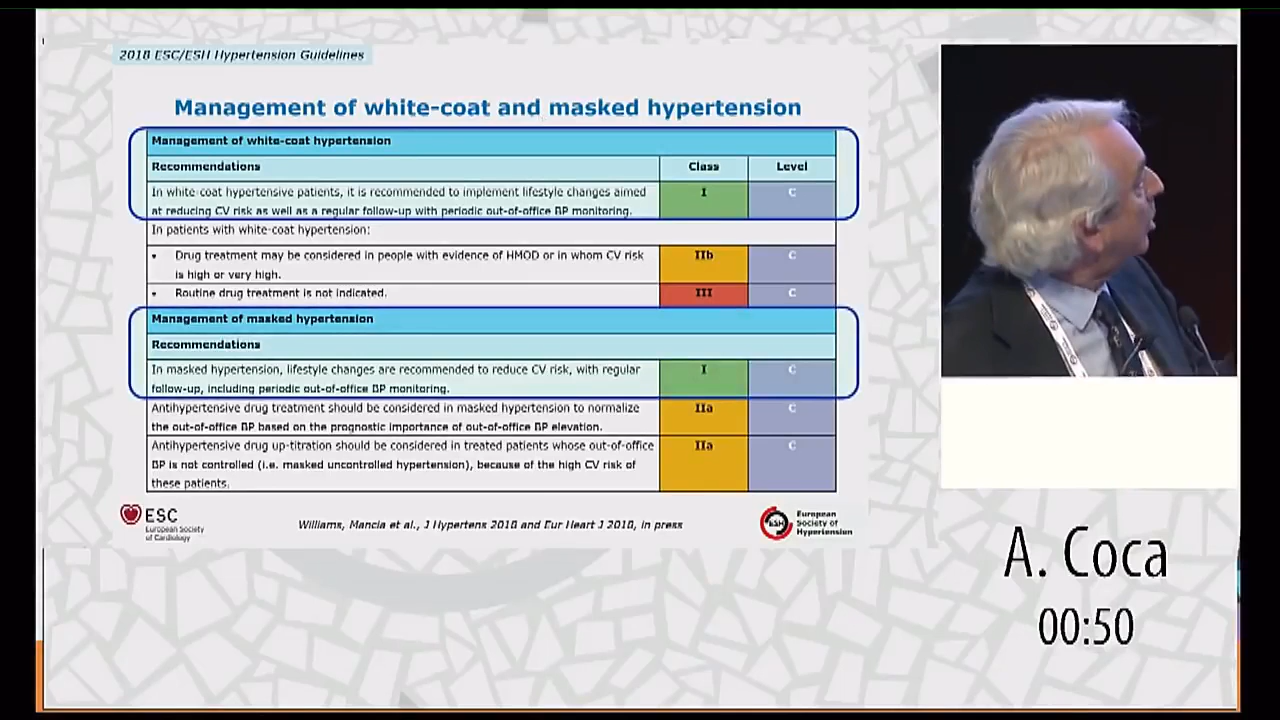 2018 ESC/ESH Hypertension Guidelines
Management of white-coat and masked hypertension
Management of white-coat hypertension
Recommendations Class Level
In white-coat hypertensive patients, it is recommended to implement lifestyle changes aimed I C
at reducing CV risk as well as a regular follow-up with periodic out-of-office BP monitoring.
In patients with white-coat hypertension:
• Drug treatment may be considered in people with evidence of HMOD or in whom CV risk IIb C
is high or very high.
• Routine drug treatment is not indicated. III C
Management of masked hypertension
Recommendations
In masked hypertension, lifestyle changes are recommended to reduce CV risk, with regular I C
follow-up, including periodic out-of-office BP monitoring.
Antihypertensive drug treatment should be considered in masked hypertension to normalize IIa C
the out-of-office BP based on the prognostic importance of out-of-office BP elevation.
Antihypertensive drug up-titration should be considered in treated patients whose out-of-office IIa C
BP is not controlled (i.e. masked uncontrolled hypertension), because of the high CV risk of
these patients.
ESC
European Society
of Cardiology
Williams, Mancia et al., J Hypertens 2018 and Eur Heart J 2018, in press
ESH
European
Society of
Hypertension
A. Coca
00:50